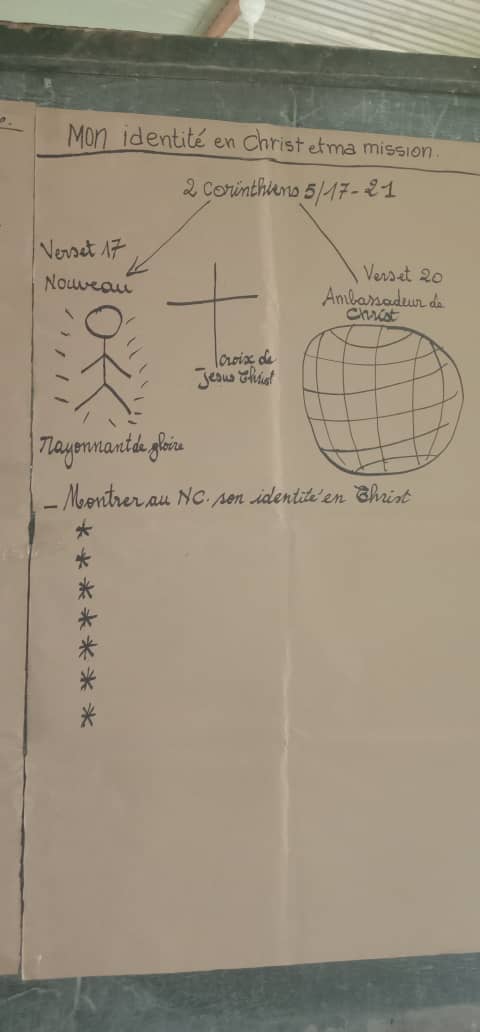 Mon identité en Christ et ma mission.
2 Corinthiens 5/17-21
Verset 17
Nouveau
Verset 20
Ambassadeur de
Christ
Croix de
Jesus Christ
Rayonnant de gloire
_ Montrer au NC. son identité en Christ
*
*
*
*
*
*
*